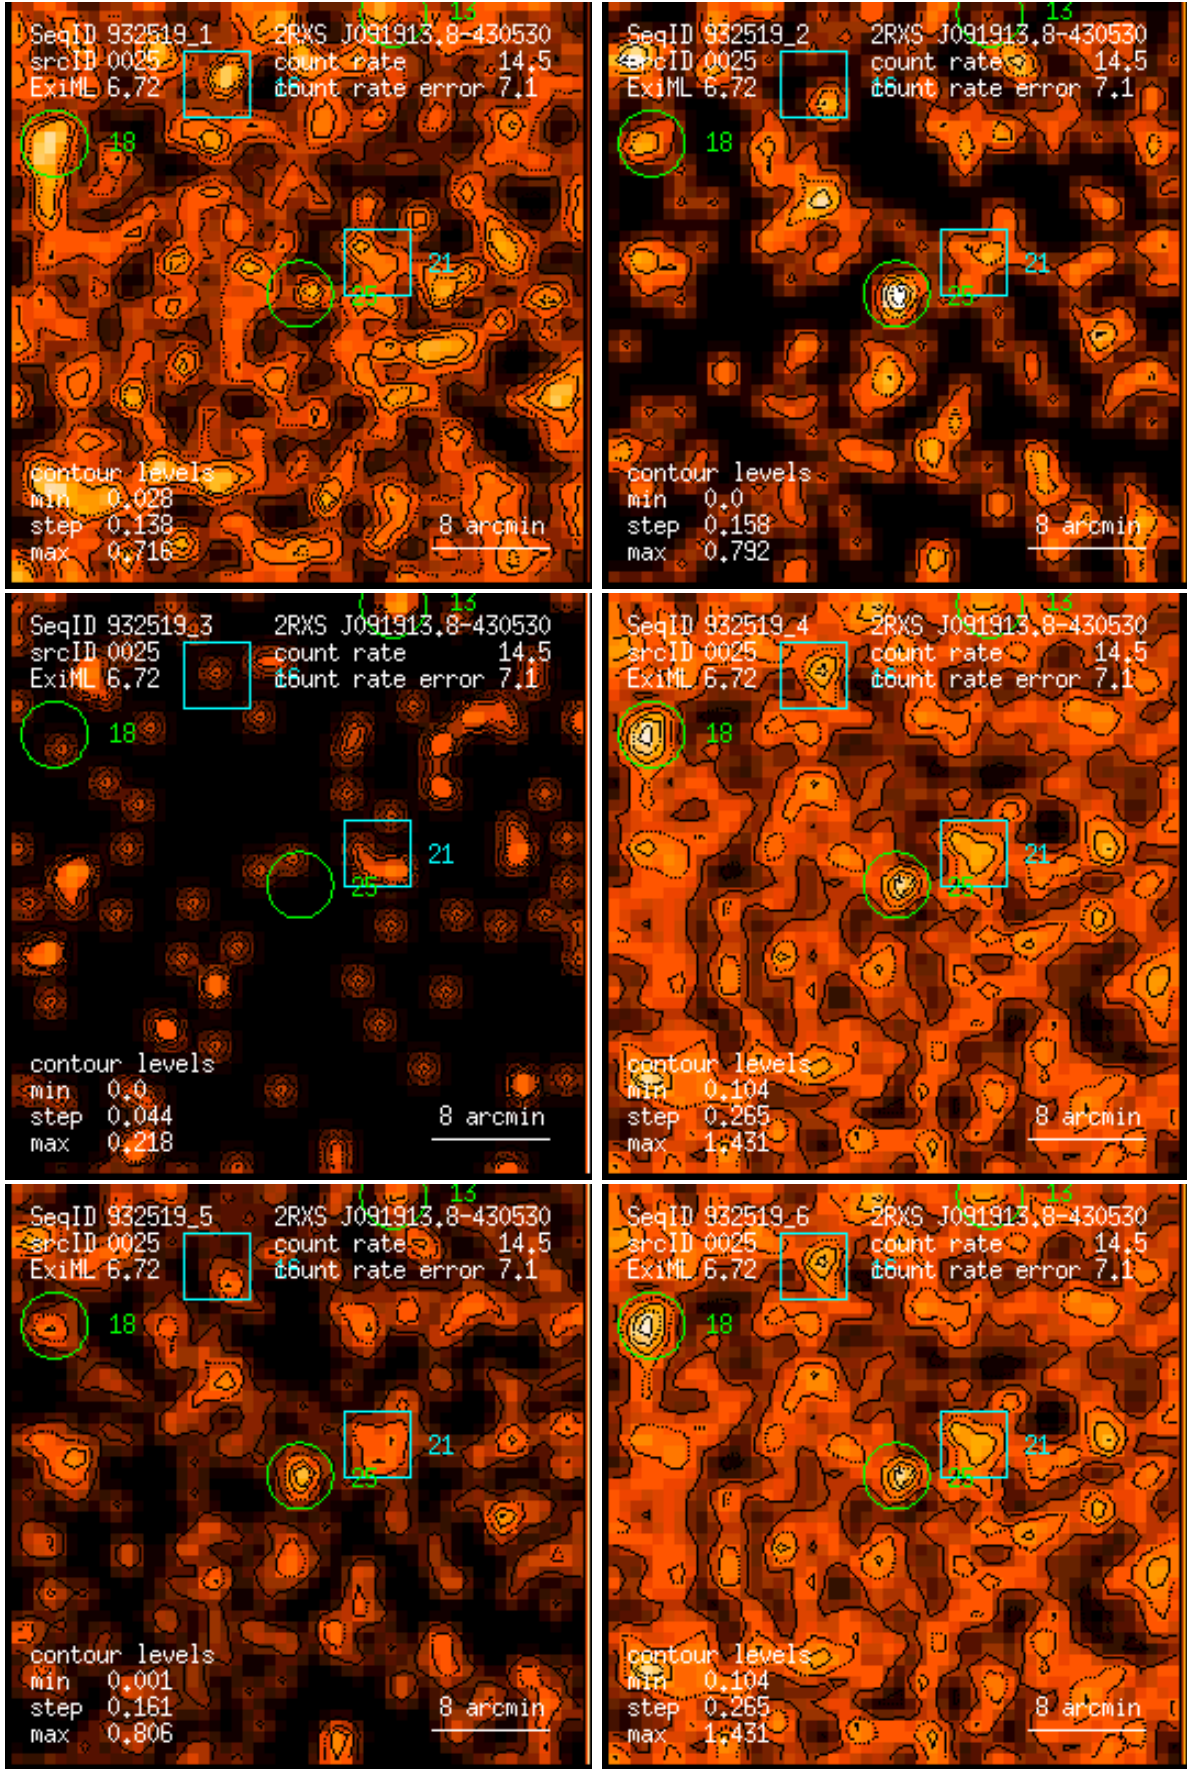 13
SeqID 932519_1 2RXS J091913.8-430530
srcID 0025 count rate 14.5
ExiML 6.72 count rate error 7.1
16
18
21
25
contour levels
min 0.028
step 0.138 8 arcmin
max 0.716
13
SeqID 932519_2 2RXS J091913.8-430530
srcID 0025 count rate 14.5
ExiML 6.72 count rate error 7.1
16
18
21
25
contour levels
min 0.0
step 0.158 8 arcmin
max 0.792
13
SeqID 932519_3 2RXS J091913.8-430530
srcID 0025 count rate 14.5
ExiML 6.72 count rate error 7.1
16
18
21
25
contour levels
min 0.0
step 0.044 8 arcmin
max 0.218
13
SeqID 932519_4 2RXS J091913.8-430530
srcID 0025 count rate 14.5
ExiML 6.72 count rate error 7.1
16
18
21
25
contour levels
min 0.104
step 0.265 8 arcmin
max 1.431
13
SeqID 932519_5 2RXS J091913.8-430530
srcID 0025 count rate 14.5
ExiML 6.72 count rate error 7.1
16
18
21
25
contour levels
min 0.001
step 0.161 8 arcmin
max 0.806
13
SeqID 932519_6 2RXS J091913.8-430530
srcID 0025 count rate 14.5
ExiML 6.72 count rate error 7.1
16
18
21
25
contour levels
min 0.104
step 0.265 8 arcmin
max 1.431